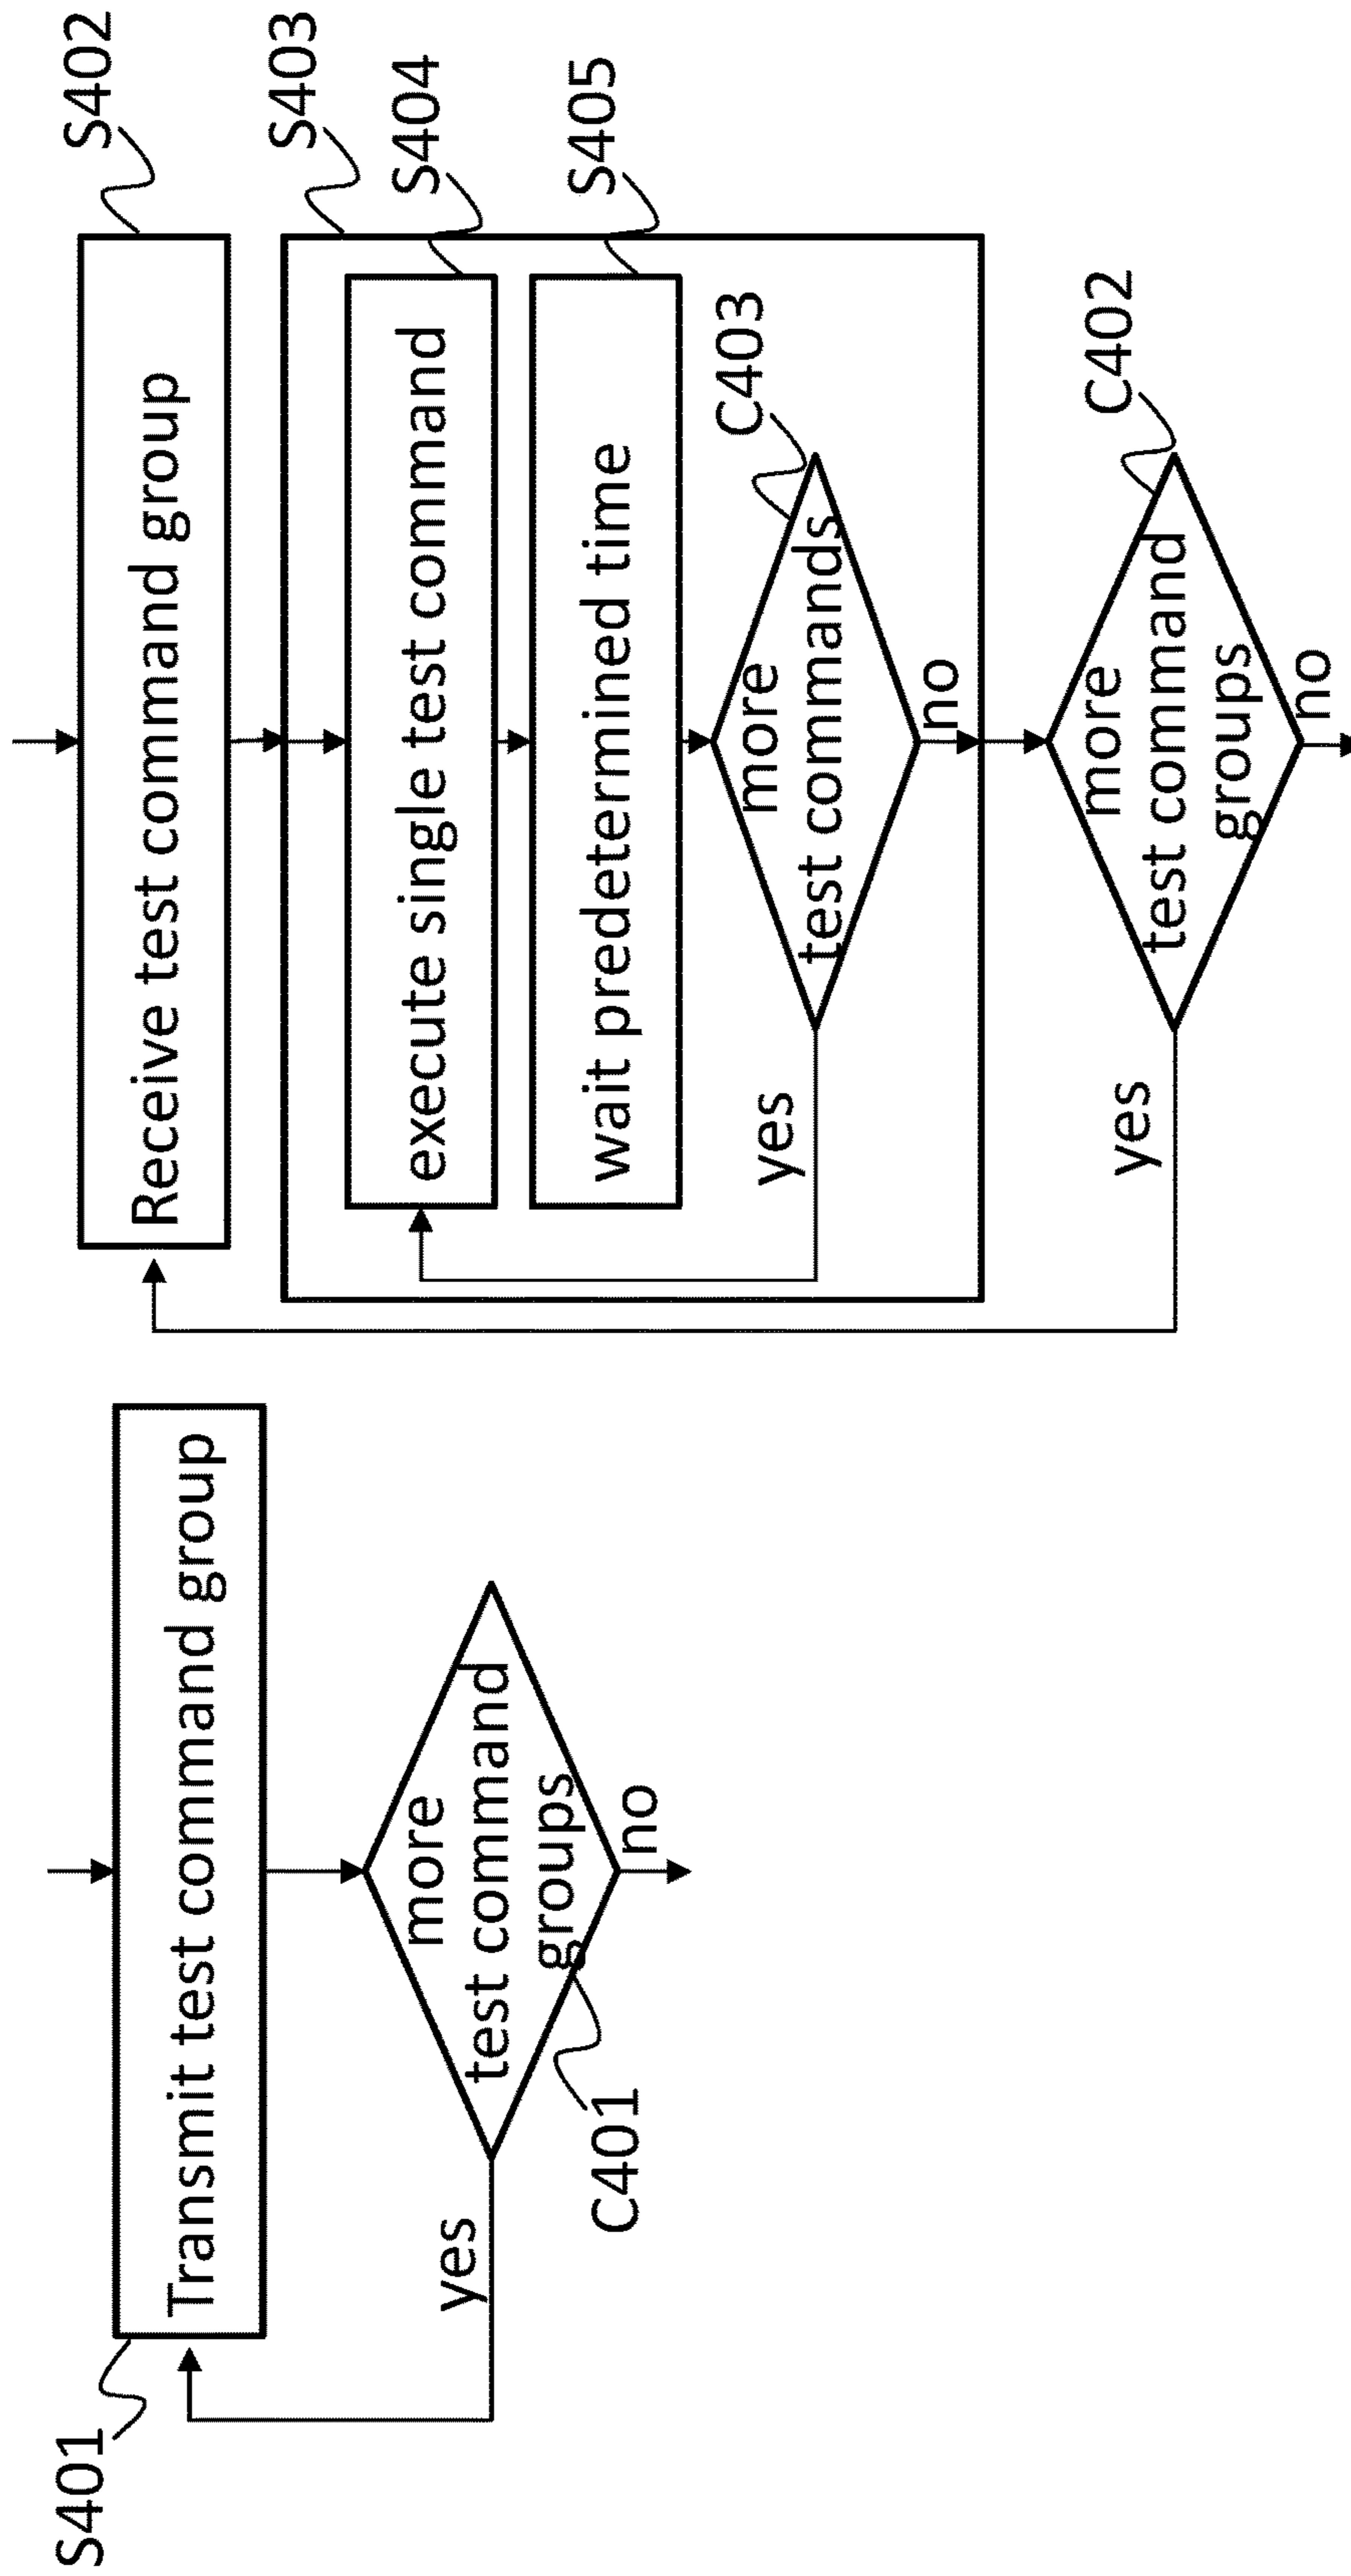 S401
Transmit test command group
more
test command
groups
yes
no
C401
Receive test command group
S402
S403
execute single test command
S404
wait predetermined time
S405
more
test commands
C403
yes
no
more
test command
groups
C402
yes
no